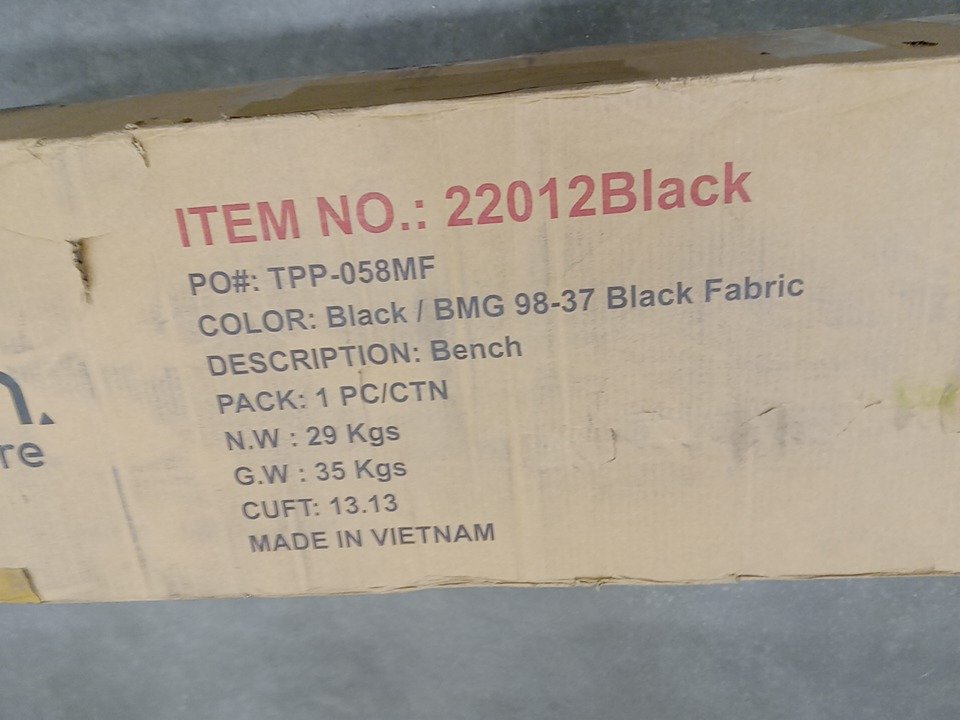 ITEM NO.: 22012Black
PO#: TPP-058MF
COLOR: Black / BMG 98-37 Black Fabric
DESCRIPTION: Bench
PACK: 1 PC/CTN
N.W : 29 Kgs
G.W : 35 Kgs
CUFT: 13.13
MADE IN VIETNAM
re